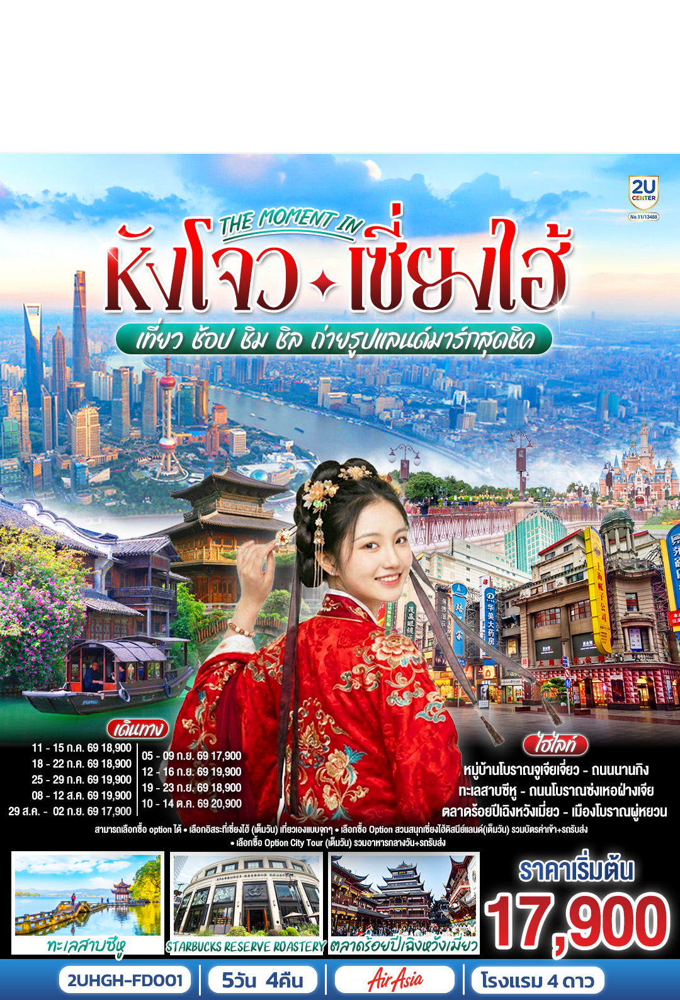 2U
CENTER
No.11/13488
THE MOMENT IN
หังโจว เซี่ยงไฮ้
เที่ยว ช้อป ชิม ชิล ถ่ายรูปแลนด์มาร์กสุดชิค
上海帐子公司
华美大药房
茂昌眼镜
เดินทาง
11 - 15 ก.ค. 69 18,900
18 - 22 ก.ค. 69 18,900
25 - 29 ก.ค. 69 19,900
08 - 12 ส.ค. 69 19,900
29 ส.ค. - 02 ก.ย. 69 17,900
05 - 09 ก.ย. 69 17,900
12 - 16 ก.ย. 69 19,900
19 - 23 ก.ย. 69 18,900
10 - 14 ต.ค. 69 20,900
ไฮไลท์
หมู่บ้านโบราณจูเจียเจี่ยว - ถนนนานกิง
ทะเลสาบซีหู - ถนนโบราณซ่งเหอฝ่างเจีย
ตลาดร้อยปีเฉิงหวังเมี่ยว - เมืองโบราณผู่หยวน
สามารถเลือกซื้อ option ได้ • เลือกอิสระที่เซี่ยงไฮ้ (เต็มวัน) เที่ยวเองแบบจุกๆ • เลือกซื้อ Option สวนสนุกเซี่ยงไฮ้ดิสนีย์แลนด์(เต็มวัน) รวมบัตรค่าเข้า+รถรับส่ง
• เลือกซื้อ Option City Tour (เต็มวัน) รวมอาหารกลางวัน+รถรับส่ง
ทะเลสาบซีหู
STARBUCKS RESERVE ROASTERY
ตลาดร้อยปีเฉิงหวังเมี่ยว
ราคาเริ่มต้น
17,900
2UHGH-FD001
5วัน 4คืน
AirAsia
โรงแรม 4 ดาว